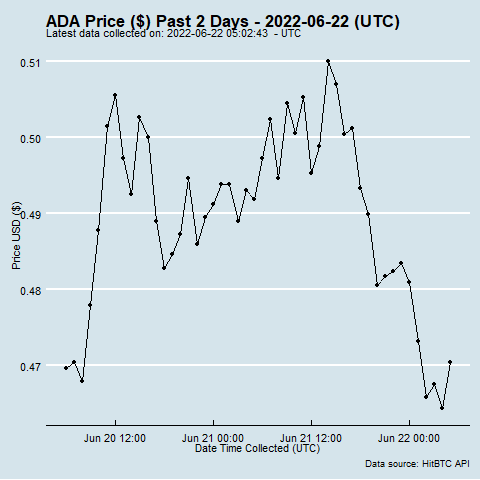 ADA Price ($) Past 2 Days - 2022-06-22 (UTC)
Latest data collected on: 2022-06-22 05:02:43 - UTC
0.51
0.50
0.49
0.48
0.47
Price USD ($)
Jun 20 12:00
Jun 21 00:00
Jun 21 12:00
Jun 22 00:00
Date Time Collected (UTC)
Data source: HitBTC API